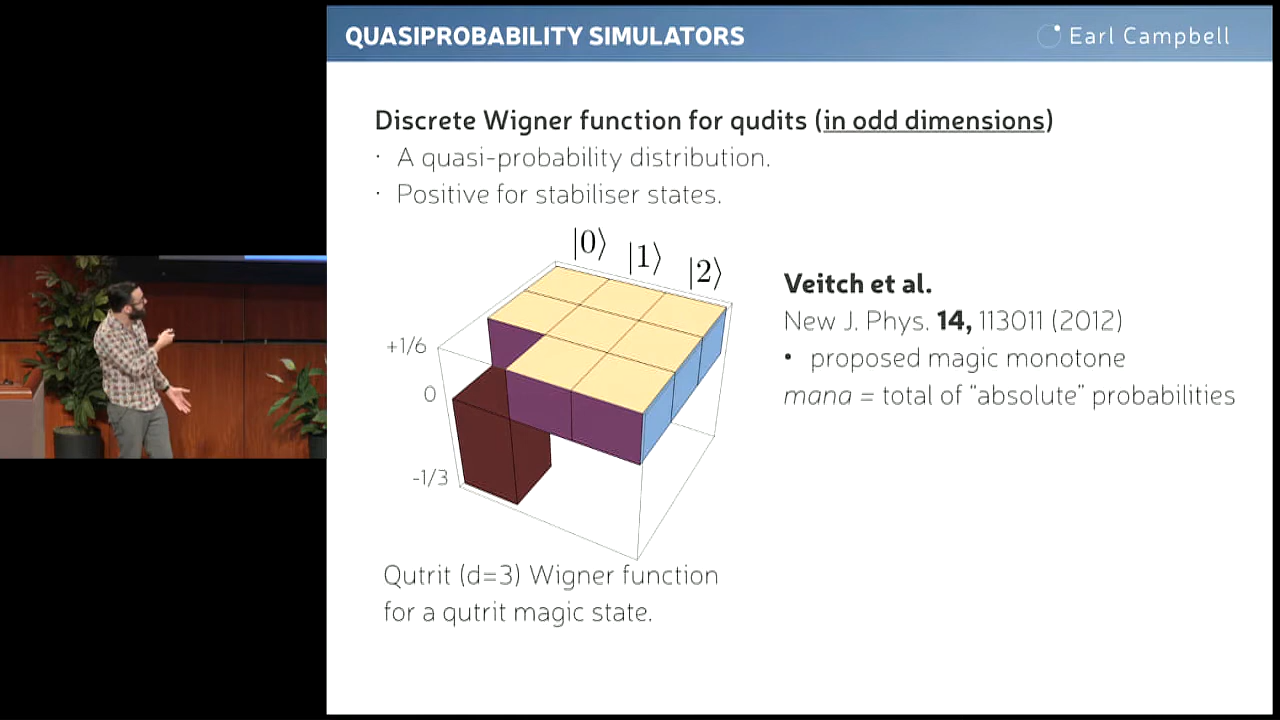 QUASIPROBABILITY SIMULATORS
Earl Campbell
Discrete Wigner function for qudits (in odd dimensions)
· A quasi-probability distribution.
· Positive for stabiliser states.
|0⟩ |1⟩ |2⟩
+1/6
0
-1/3
Qutrit (d=3) Wigner function
for a qutrit magic state.
Veitch et al.
New J. Phys. 14, 113011 (2012)
• proposed magic monotone
mana = total of “absolute” probabilities